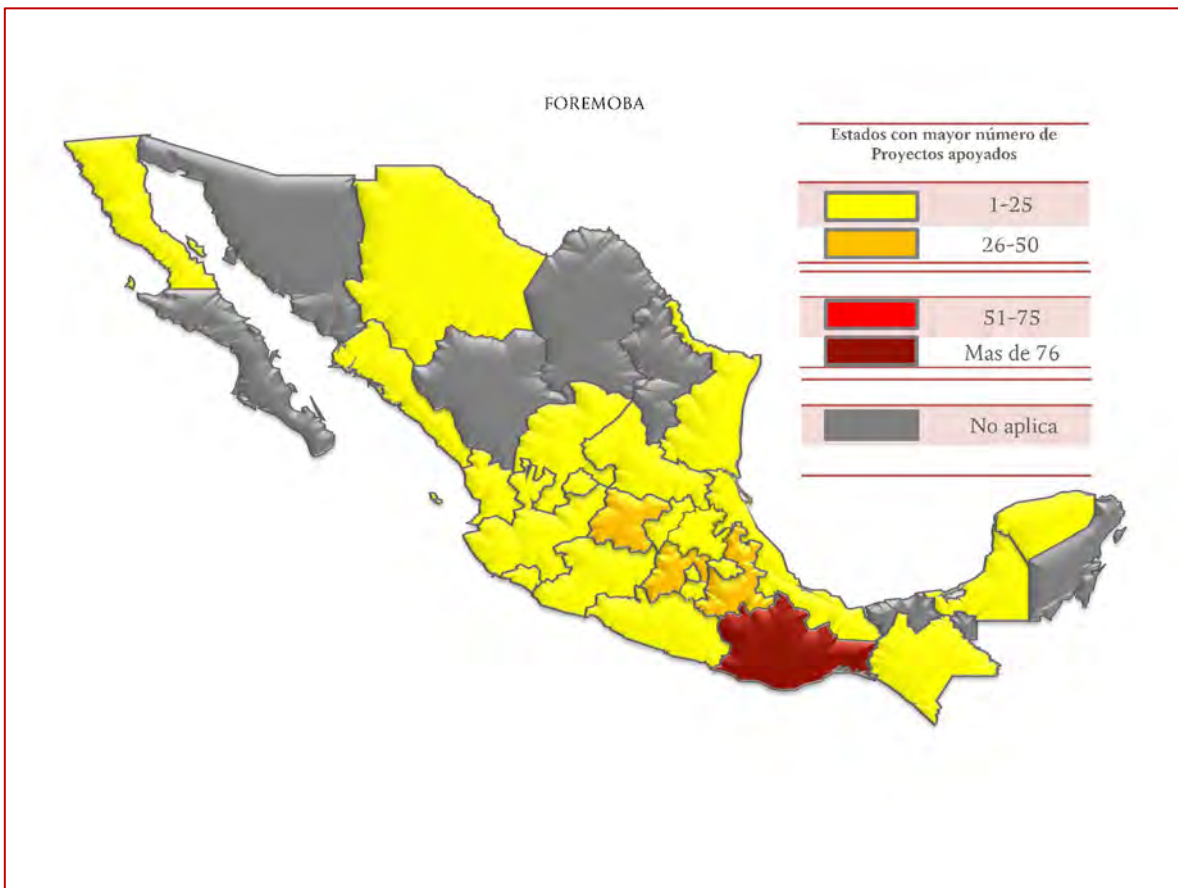 FOREMOBA
Estados con mayor número de
Proyectos apoyados
1-25
26-50
51-75
Mas de 76
No aplica